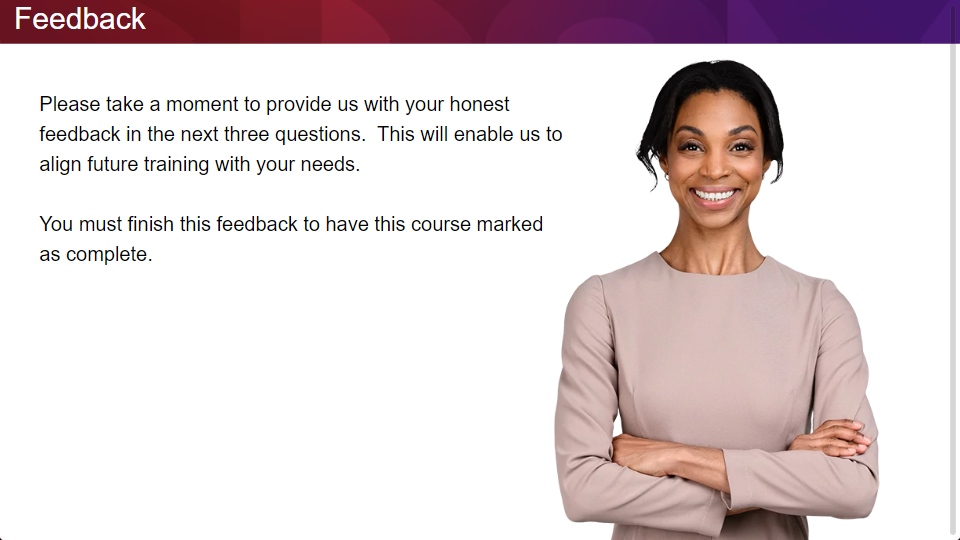 Feedback
Please take a moment to provide us with your honest
feedback in the next three questions.  This will enable us to
align future training with your needs.
You must finish this feedback to have this course marked
as complete.